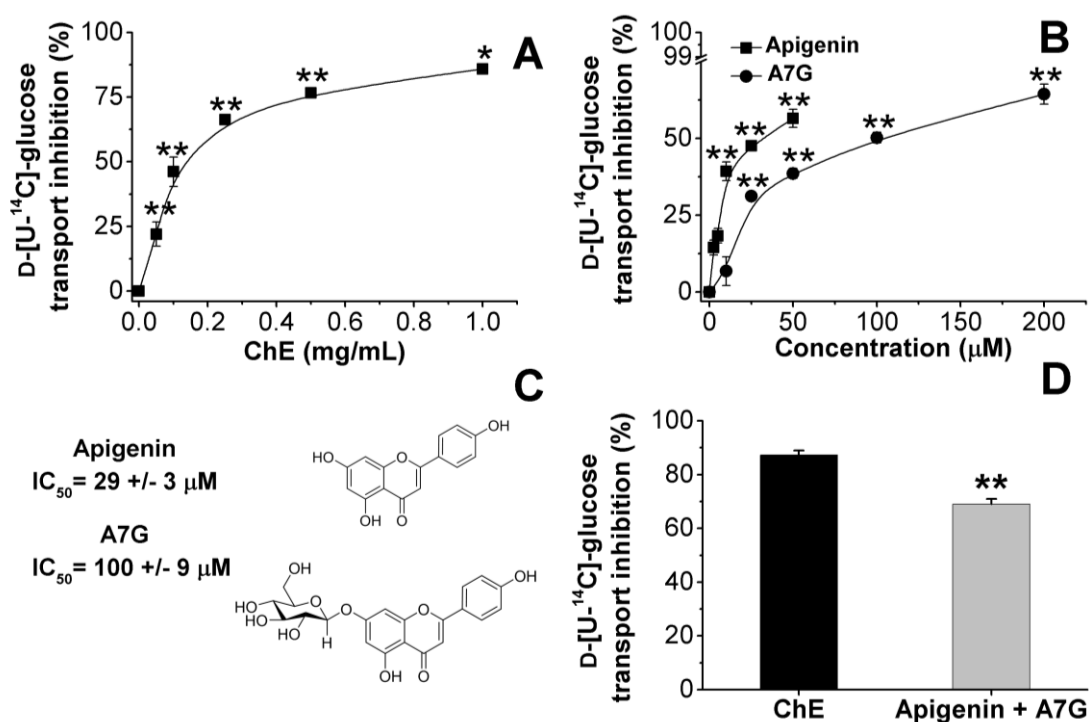 A
D-[U-¹⁴C]-glucose
transport inhibition (%)
100
75
50
25
0
**
**
**
**
*
0.0 0.2 0.4 0.6 0.8 1.0
ChE (mg/mL)
B
D-[U-¹⁴C]-glucose
transport inhibition (%)
100
99
50
25
0
Apigenin
A7G
**
**
**
**
**
**
**
0 50 100 150 200
Concentration (μM)
C
Apigenin
IC₅₀= 29 +/- 3 μM
A7G
IC₅₀= 100 +/- 9 μM
OH
HO
O
OH
O
OH
OH
O
HO
HO
HO
H
O
O
OH
O
D
D-[U-¹⁴C]-glucose
transport inhibition (%)
100
80
60
40
20
0
**
ChE Apigenin + A7G